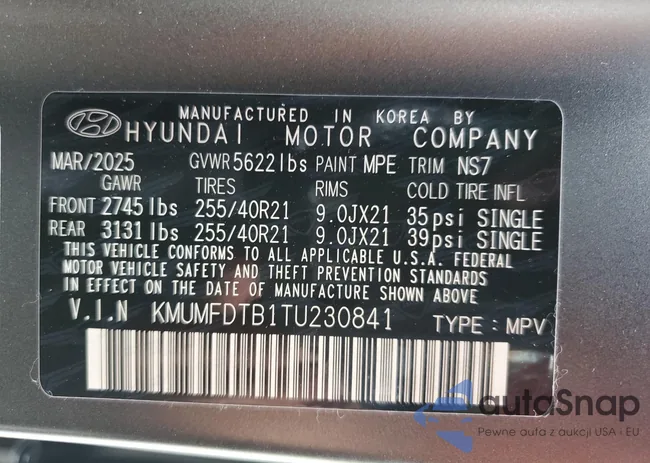 MANUFACTURED IN KOREA BY
HYUNDAI MOTOR COMPANY
MAR/2025 GVWR 5622lbs PAINT MPE TRIM NS7
GAWR TIRES RIMS COLD TIRE INFL
FRONT 2745lbs 255/40R21 9.0JX21 35psi SINGLE
REAR 3131lbs 255/40R21 9.0JX21 39psi SINGLE
THIS VEHICLE CONFORMS TO ALL APPLICABLE U.S.A. FEDERAL
MOTOR VEHICLE SAFETY AND THEFT PREVENTION STANDARDS
IN EFFECT ON THE DATE OF MANUFACTURE SHOWN ABOVE
V.I.N KMUMFDTB1TU230841 TYPE: MPV
autoSnap
Pewne auta z aukcji USA i EU